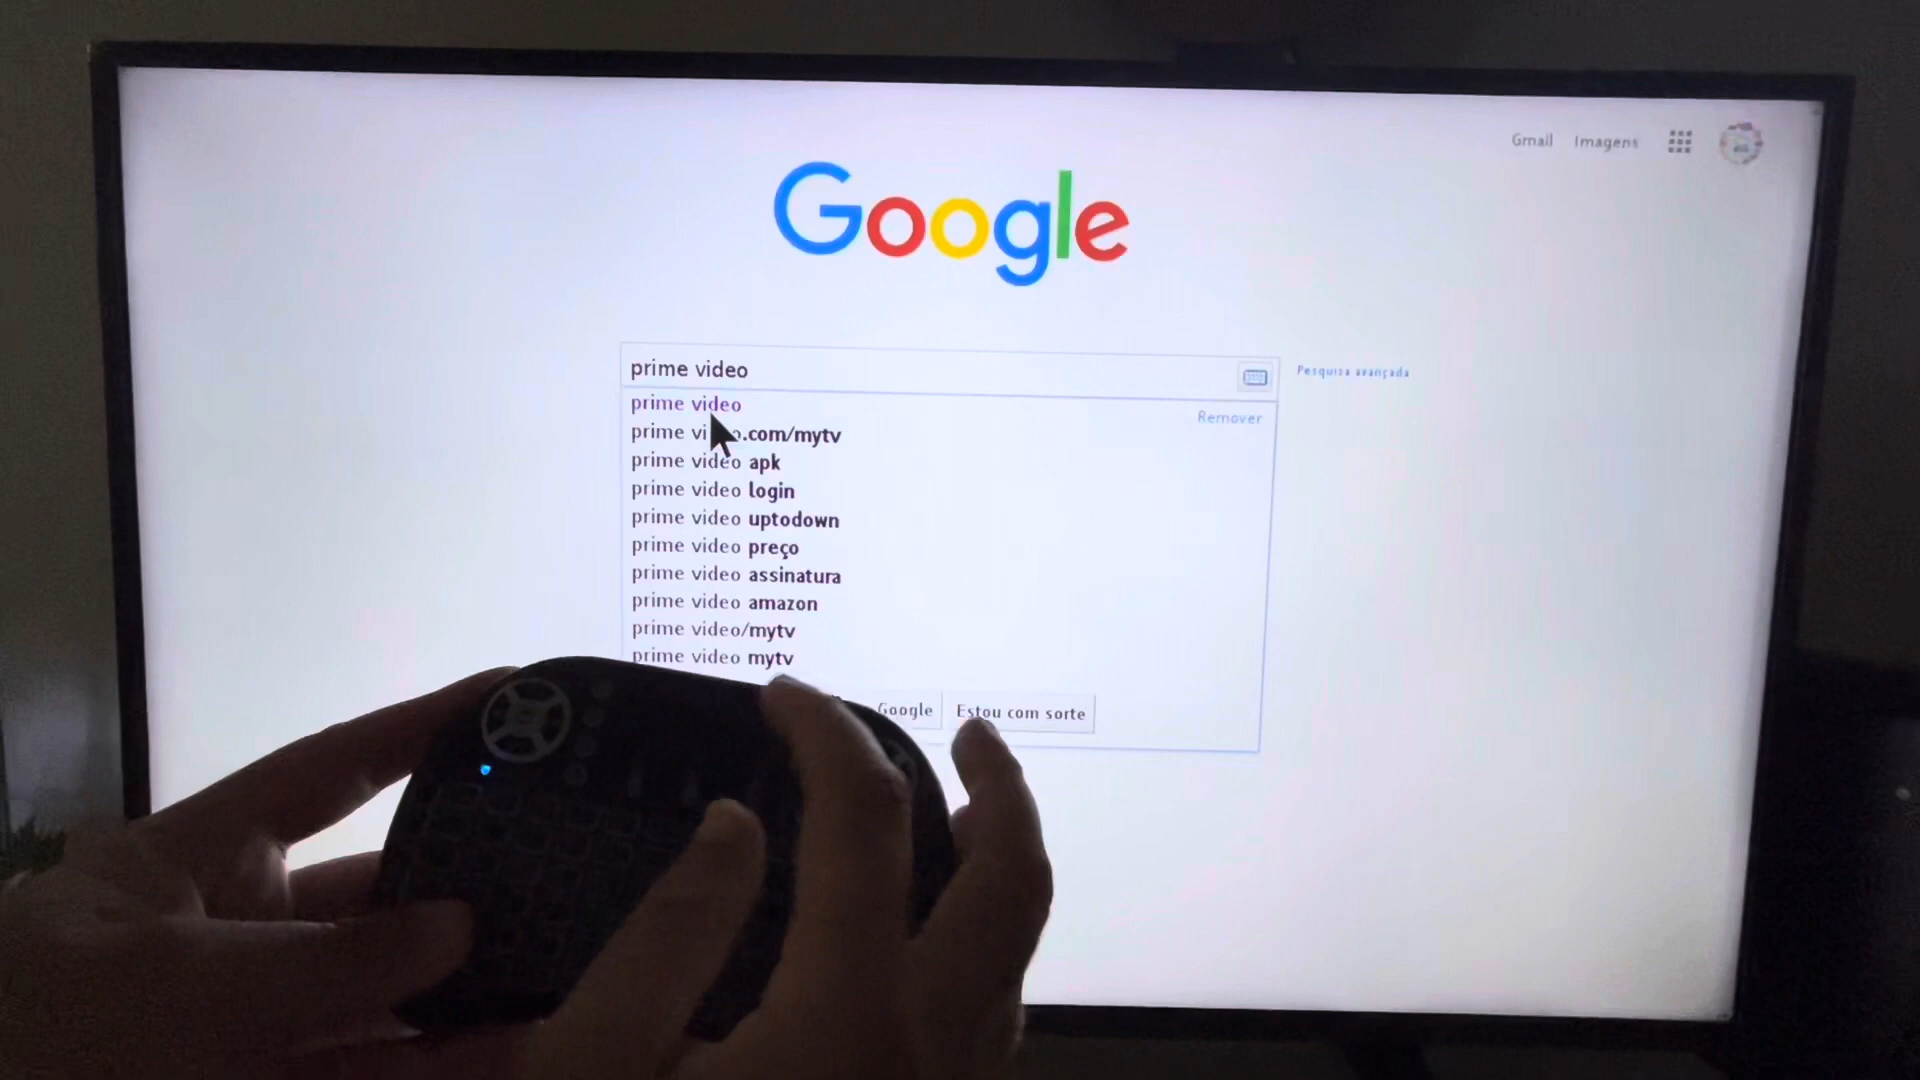 Gmail Imagens
Google
prime video
Pesquisa avançada
prime video
Remover
prime vi .com/mytv
prime video apk
prime video login
prime video uptodown
prime video preço
prime video assinatura
prime video amazon
prime video/mytv
prime video mytv
Google
Estou com sorte